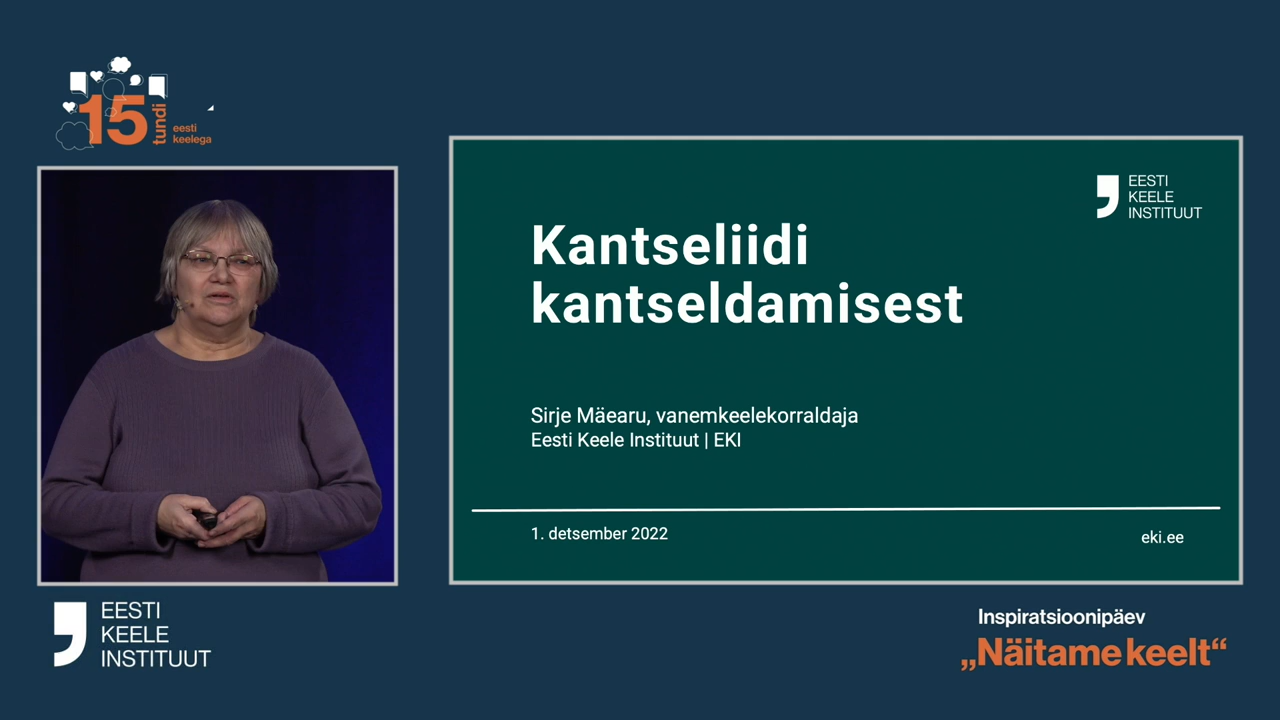 15
tundi
eesti
keelega
EESTI
KEELE
INSTITUUT
Kantseliidi
kantseldamisest
Sirje Mäearu, vanemkeelekorraldaja
Eesti Keele Instituut | EKI
1. detsember 2022
eki.ee
EESTI
KEELE
INSTITUUT
Inspiratsioonipäev
„Näitame keelt“